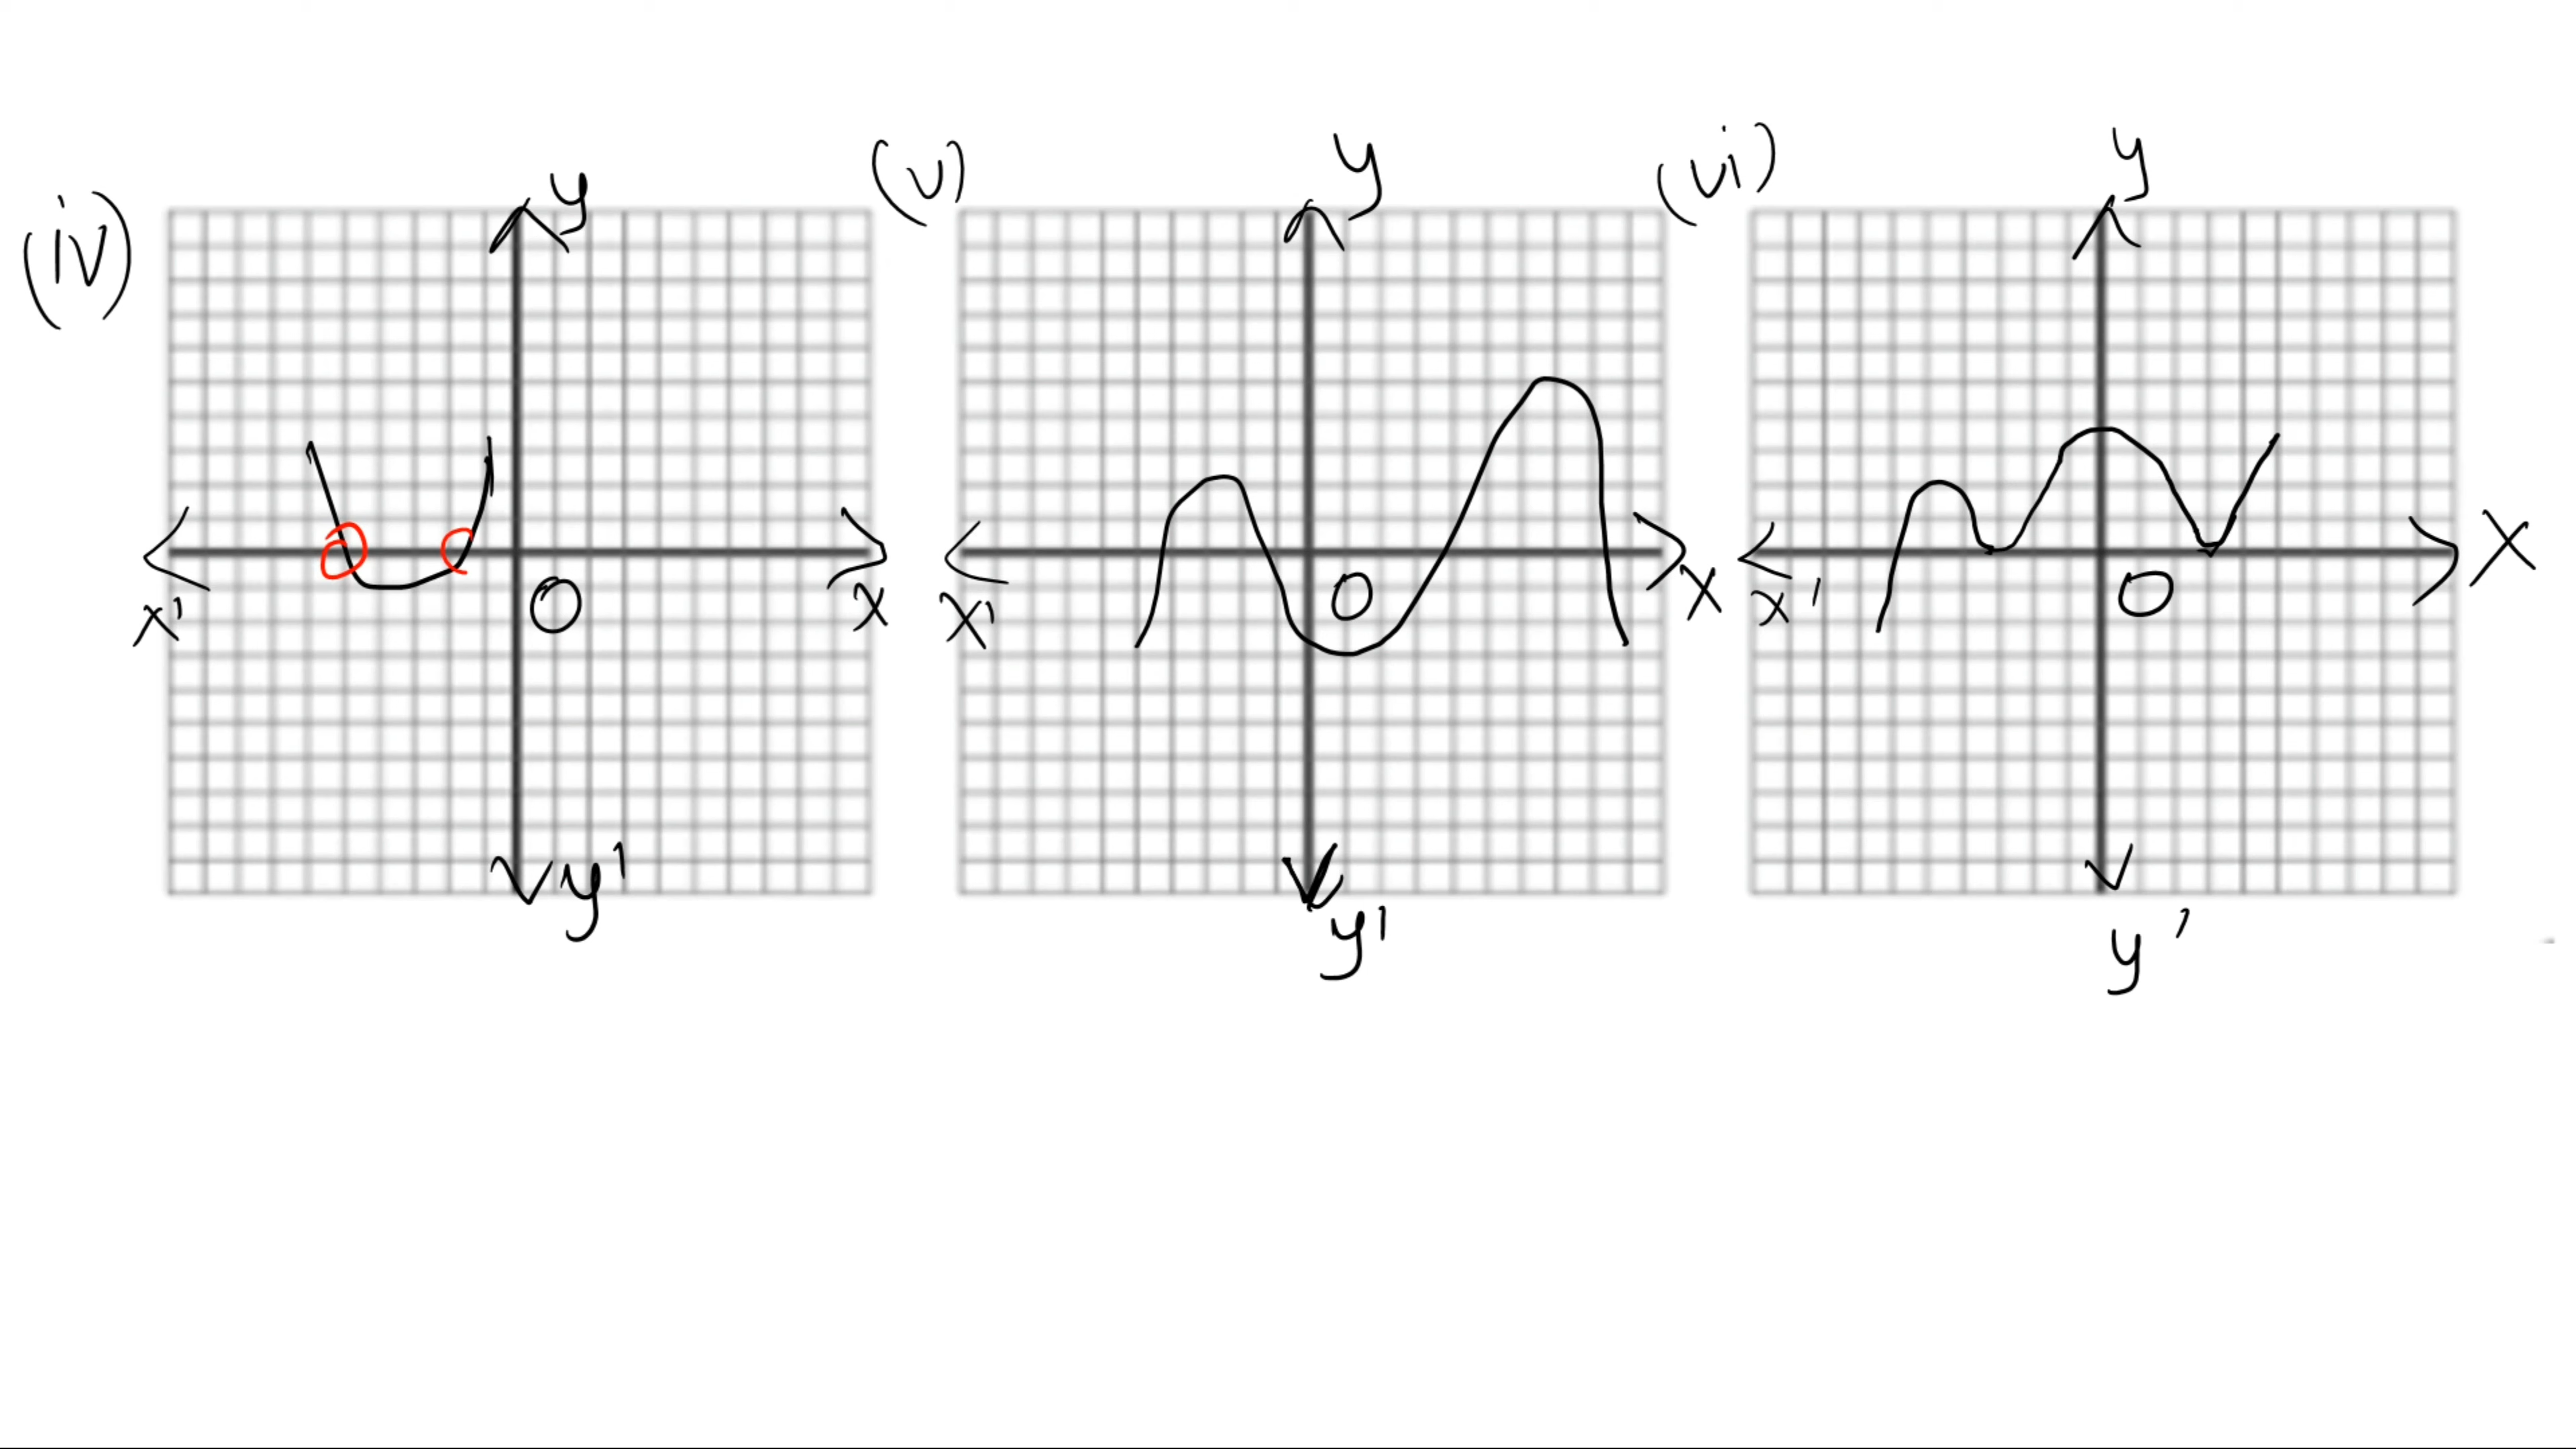 (iv) y (v) y (vi) y
x' O x x' O x x' O x
y' y' y'